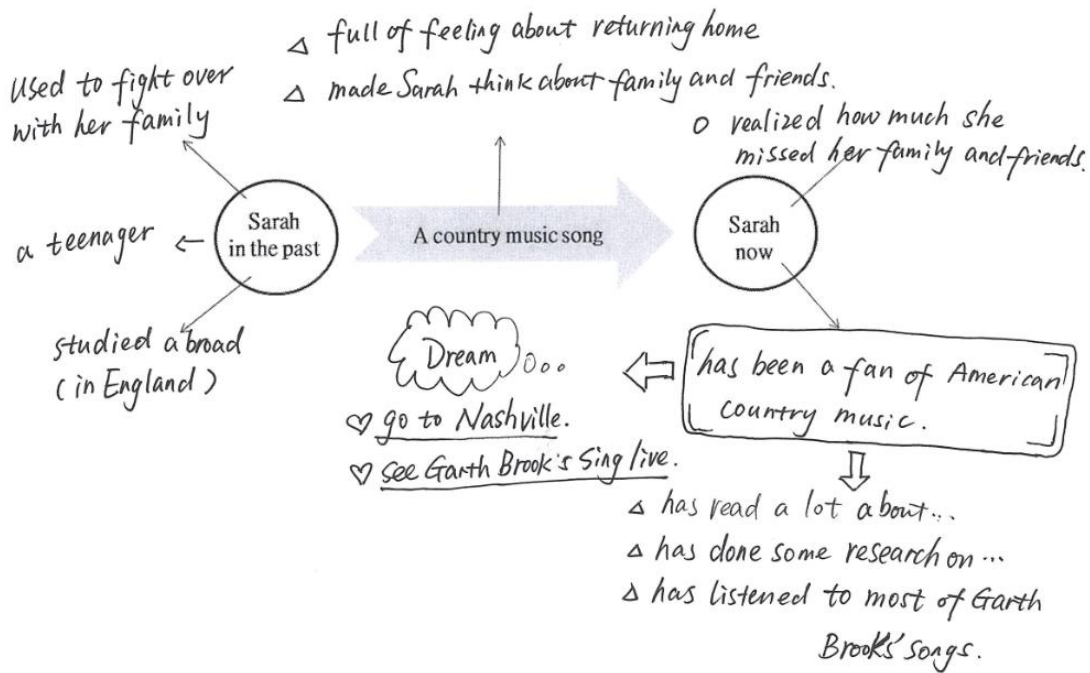 △ full of feeling about returning home
△ made Sarah think about family and friends.
Used to fight over
with her family
○ realized how much she
missed her family and friends.
Sarah
in the past
A country music song
Sarah
now
a teenager
studied abroad
(in England)
Dream
♡ go to Nashville.
♡ see Garth Brook's Sing live.
has been a fan of American
country music.
△ has read a lot about...
△ has done some research on...
△ has listened to most of Garth
Brooks' songs.